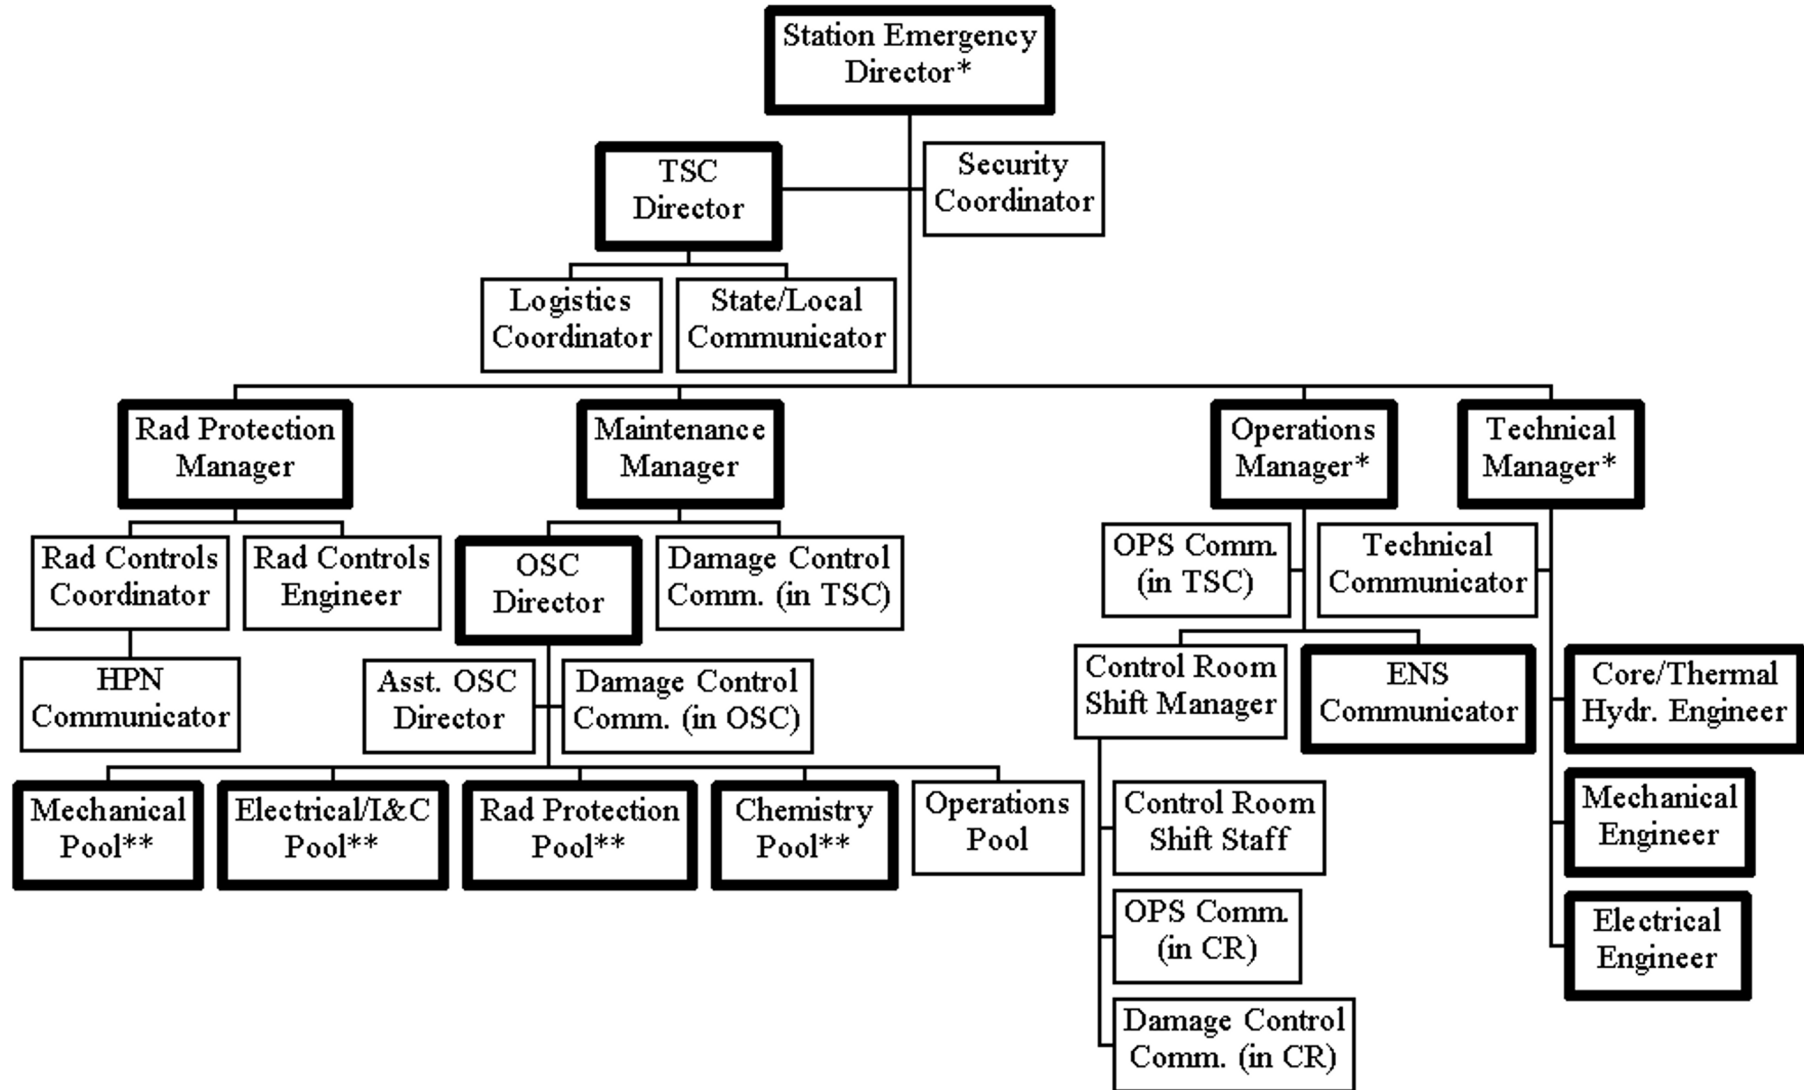 Station Emergency
Director*
TSC
Director
Security
Coordinator
Logistics
Coordinator
State/Local
Communicator
Rad Protection
Manager
Maintenance
Manager
Operations
Manager*
Technical
Manager*
Rad Controls
Coordinator
Rad Controls
Engineer
OSC
Director
Damage Control
Comm. (in TSC)
OPS Comm.
(in TSC)
Technical
Communicator
HPN
Communicator
Asst. OSC
Director
Damage Control
Comm. (in OSC)
Control Room
Shift Manager
ENS
Communicator
Core/Thermal
Hydr. Engineer
Mechanical
Pool**
Electrical/I&C
Pool**
Rad Protection
Pool**
Chemistry
Pool**
Operations
Pool
Control Room
Shift Staff
Mechanical
Engineer
OPS Comm.
(in CR)
Electrical
Engineer
Damage Control
Comm. (in CR)